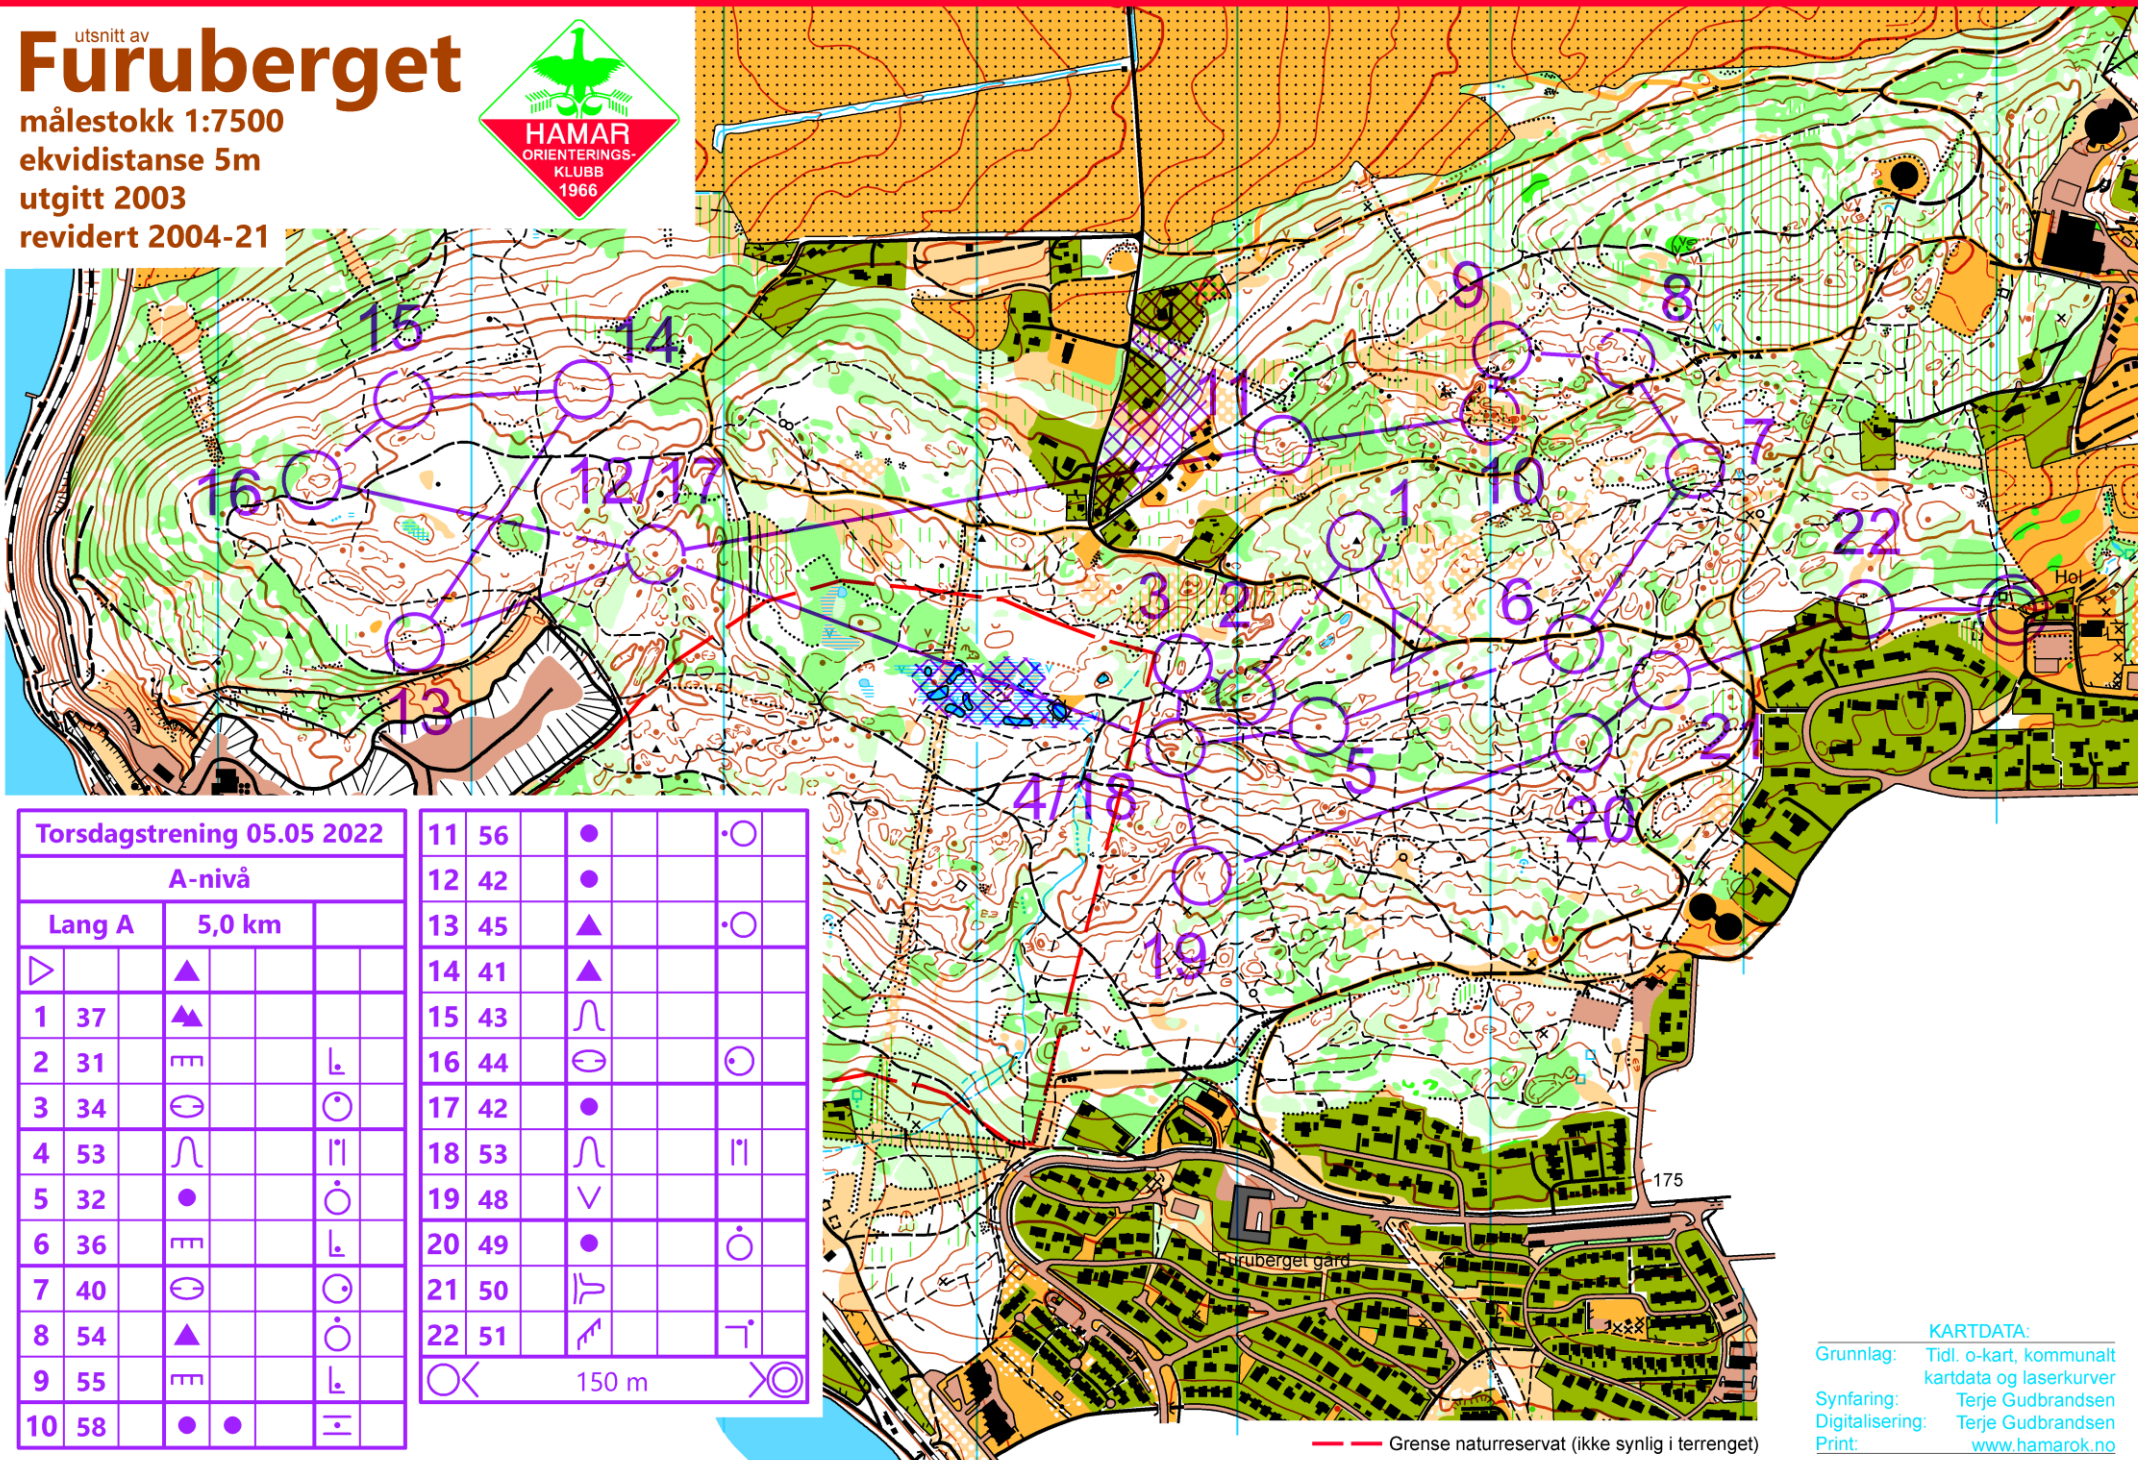 utsnitt av
Furuberget
målestokk 1:7500
ekvidistanse 5m
utgitt 2003
revidert 2004-21
HAMAR
ORIENTERINGS-
KLUBB
1966
9
8
15
14
11
7
16
12/17
10
1
22
Hol
6
3
2
13
21
5
4/18
20
19
175
Furuberget gård
Torsdagstrening 05.05 2022
A-nivå
Lang A 5,0 km
1 37
2 31
3 34
4 53
5 32
6 36
7 40
8 54
9 55
10 58
11 56
12 42
13 45
14 41
15 43
16 44
17 42
18 53
19 48
20 49
21 50
22 51
150 m
Grense naturreservat (ikke synlig i terrenget)
KARTDATA:
Grunnlag: Tidl. o-kart, kommunalt
kartdata og laserkurver
Synfaring: Terje Gudbrandsen
Digitalisering: Terje Gudbrandsen
Print: www.hamarok.no